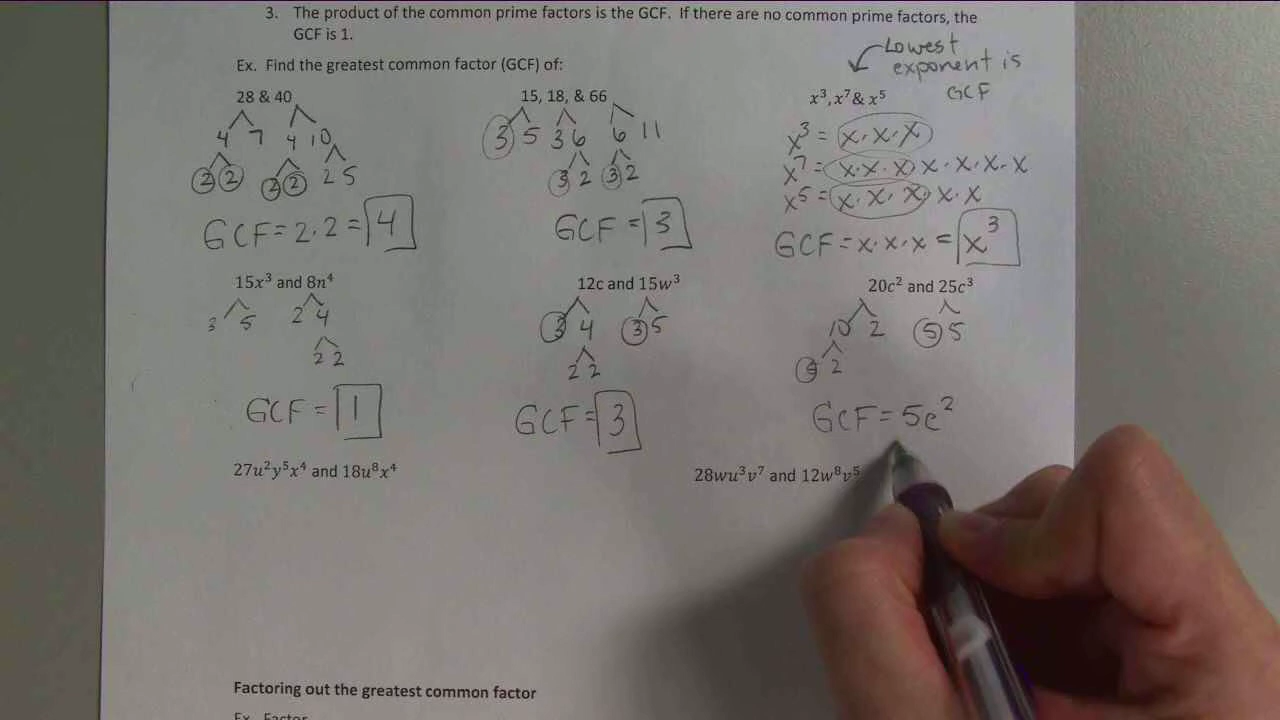 3. The product of the common prime factors is the GCF. If there are no common prime factors, the
GCF is 1.
Lowest
exponent is
GCF
Ex. Find the greatest common factor (GCF) of:
28 & 40
4 7 4 10
2 2 2 2 2 5
GCF = 2·2 = 4
15, 18, & 66
3 5 3 6 6 11
3 2 3 2
GCF = 3
x³, x⁷ & x⁵
x³ = x·x·x
x⁷ = x·x·x x·x·x·x
x⁵ = x·x·x x·x
GCF = x·x·x = x³
15x³ and 8n⁴
3 5 2 4
2 2
GCF = 1
12c and 15w³
3 4 3 5
2 2
GCF = 3
20c² and 25c³
10 2 5 5
2
GCF = 5c²
27u²y⁵x⁴ and 18u⁸x⁴
28wu³v⁷ and 12w⁸v⁵
Factoring out the greatest common factor
Ex. Factor